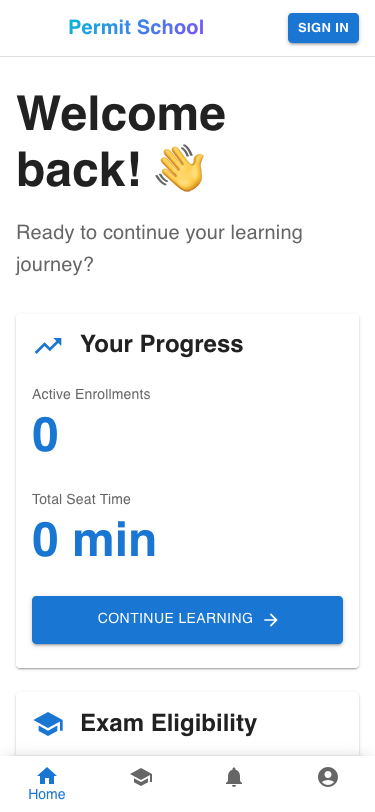 Permit School
SIGN IN
Welcome
back! 👋
Ready to continue your learning
journey?
Your Progress
Active Enrollments
0
Total Seat Time
0 min
CONTINUE LEARNING
Exam Eligibility
Home